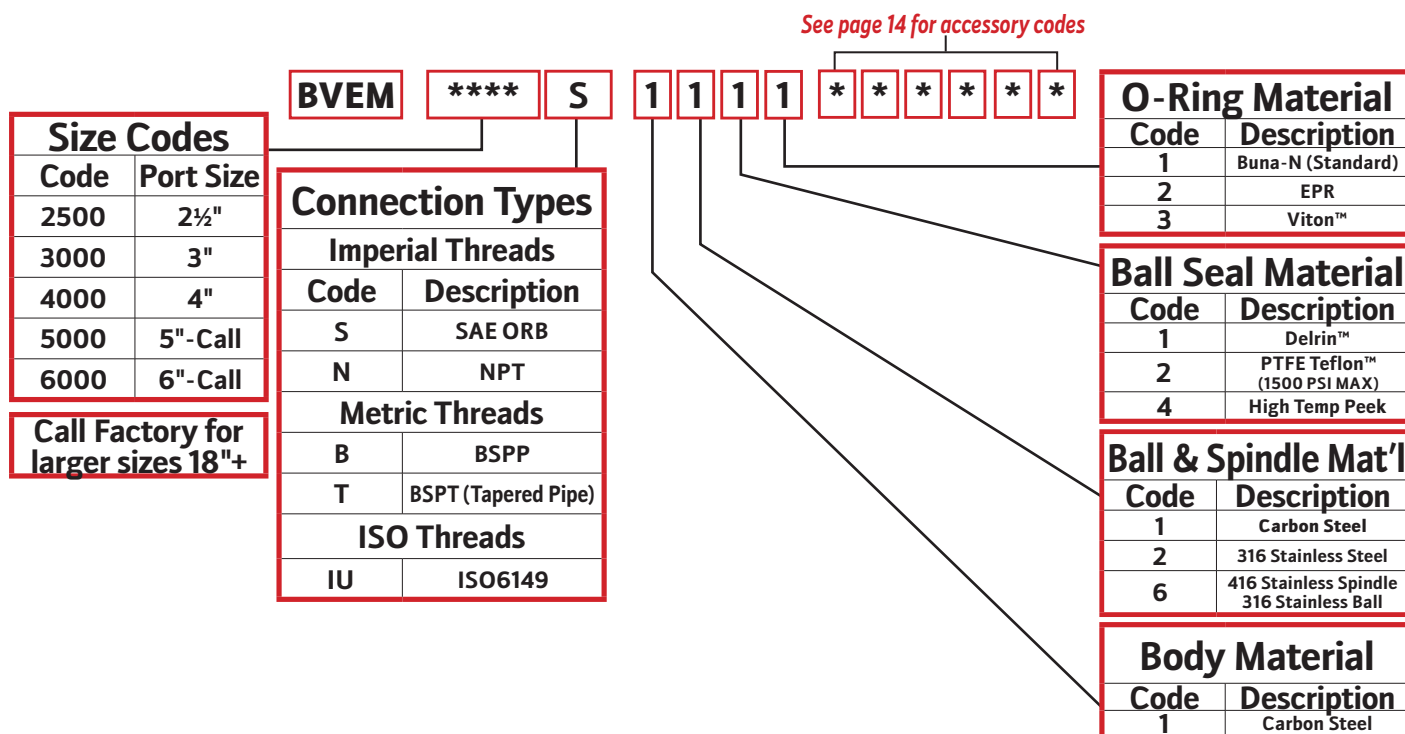 See page 14 for accessory codes
BVEM **** S 1 1 1 1 * * * * * *
Size Codes
Code Port Size
2500 2½"
3000 3"
4000 4"
5000 5"-Call
6000 6"-Call
Call Factory for
larger sizes 18"+
Connection Types
Imperial Threads
Code Description
S SAE ORB
N NPT
Metric Threads
B BSPP
T BSPT (Tapered Pipe)
ISO Threads
IU ISO6149
O-Ring Material
Code Description
1 Buna-N (Standard)
2 EPR
3 Viton™
Ball Seal Material
Code Description
1 Delrin™
2 PTFE Teflon™
(1500 PSI MAX)
4 High Temp Peek
Ball & Spindle Mat'l
Code Description
1 Carbon Steel
2 316 Stainless Steel
6 416 Stainless Spindle
316 Stainless Ball
Body Material
Code Description
1 Carbon Steel